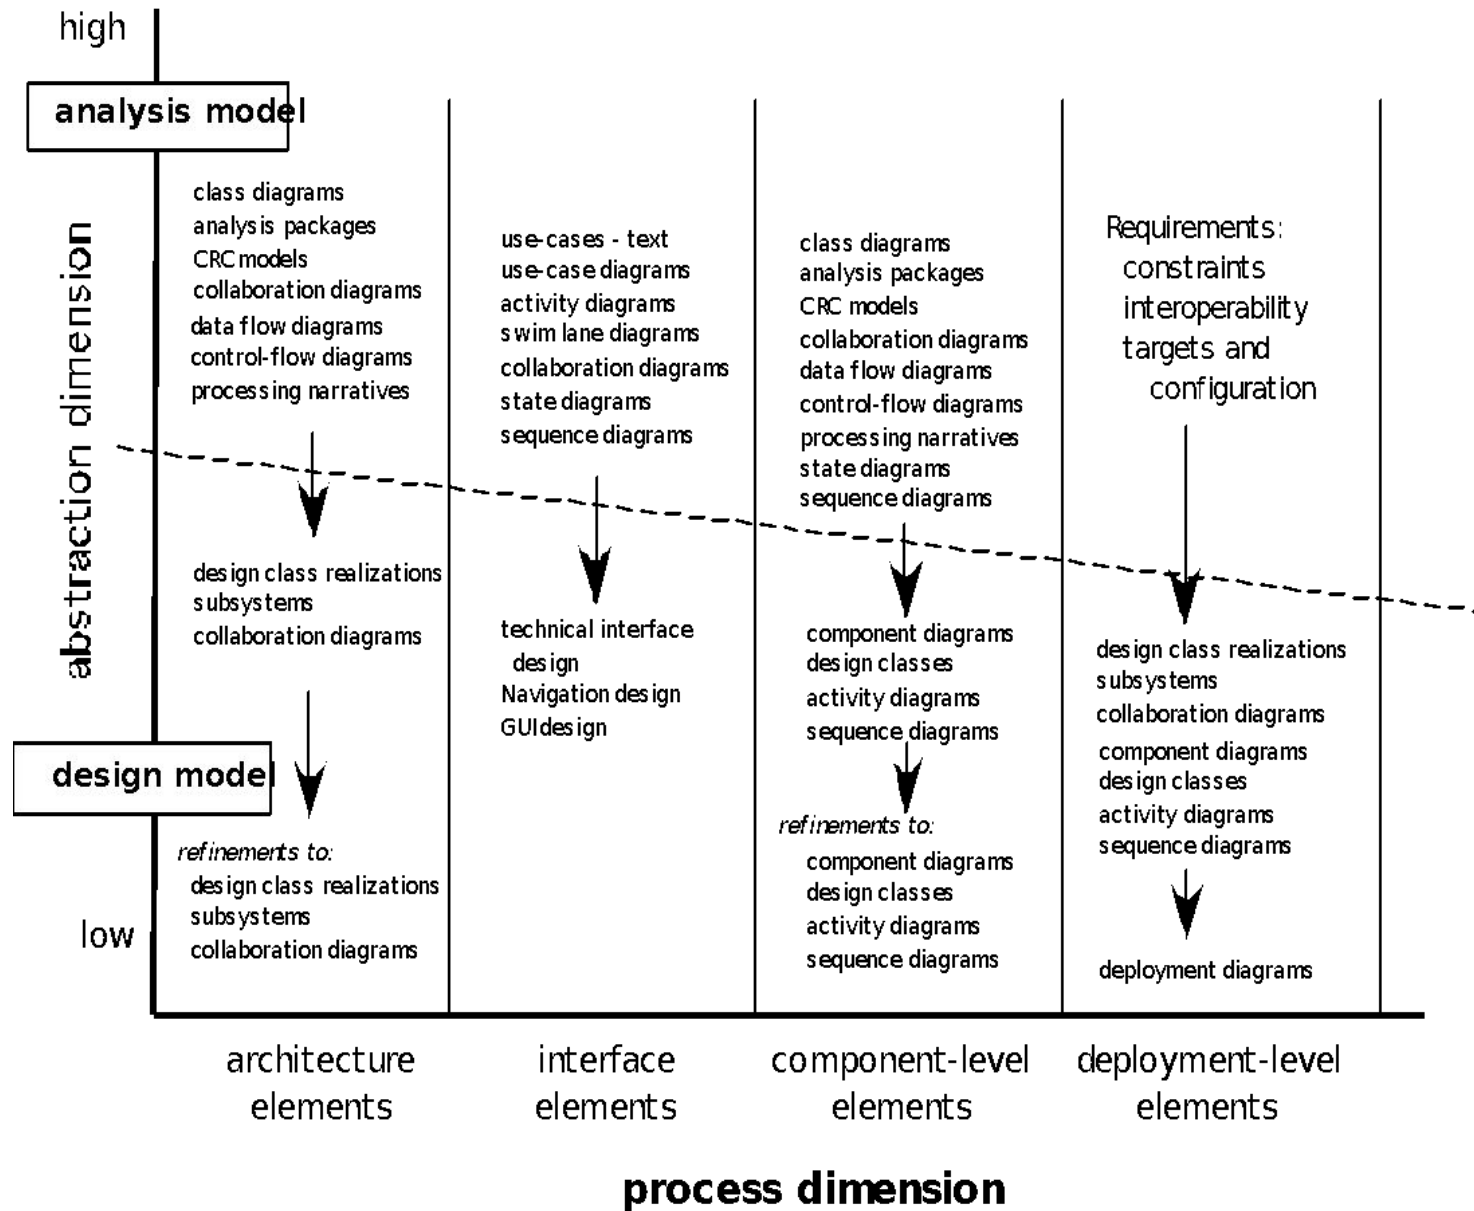 high
analysis model
abstraction dimension
class diagrams
analysis packages
CRC models
collaboration diagrams
data flow diagrams
control-flow diagrams
processing narratives
design class realizations
subsystems
collaboration diagrams
design model
refinements to:
design class realizations
subsystems
collaboration diagrams
low
use-cases - text
use-case diagrams
activity diagrams
swim lane diagrams
collaboration diagrams
state diagrams
sequence diagrams
technical interface
design
Navigation design
GUI design
class diagrams
analysis packages
CRC models
collaboration diagrams
data flow diagrams
control-flow diagrams
processing narratives
state diagrams
sequence diagrams
component diagrams
design classes
activity diagrams
sequence diagrams
refinements to:
component diagrams
design classes
activity diagrams
sequence diagrams
Requirements:
constraints
interoperability
targets and
configuration
design class realizations
subsystems
collaboration diagrams
component diagrams
design classes
activity diagrams
sequence diagrams
deployment diagrams
architecture
elements
interface
elements
component-level
elements
deployment-level
elements
process dimension